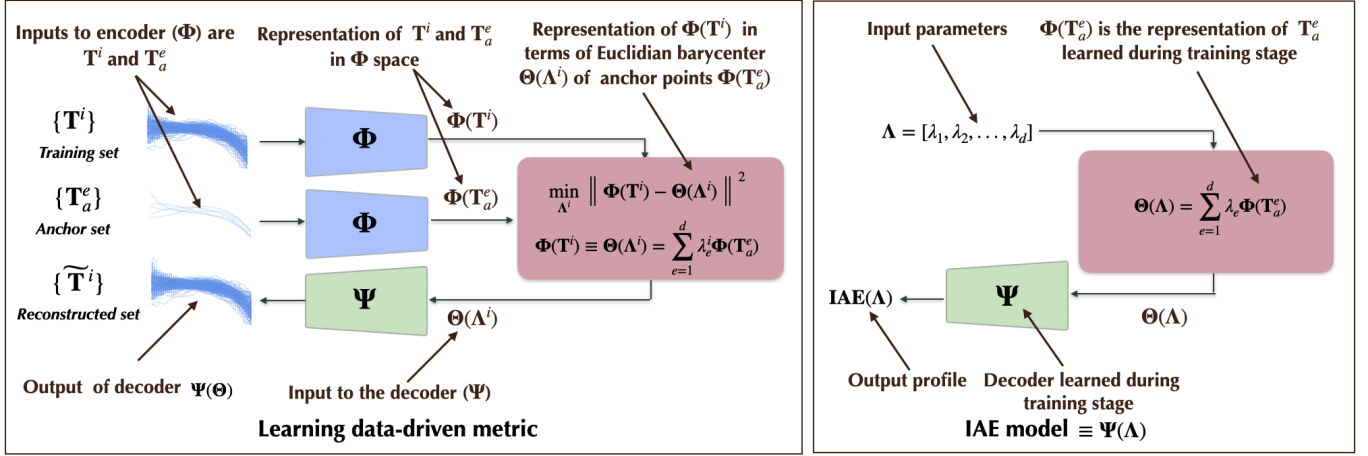 Inputs to encoder (Φ) are
T^i and T_a^e
Representation of T^i and T_a^e
in Φ space
Representation of Φ(T^i) in
terms of Euclidian barycenter
Θ(Λ^i) of anchor points Φ(T_a^e)
{T^i}
Training set
Φ
Φ(T^i)
{T_a^e}
Anchor set
Φ
Φ(T_a^e)
min_{Λ^i} ‖ Φ(T^i) − Θ(Λ^i) ‖^2
Φ(T^i) ≡ Θ(Λ^i) = ∑_{e=1}^{d} λ_e^i Φ(T_a^e)
{T̃^i}
Reconstructed set
Ψ
Θ(Λ^i)
Output of decoder Ψ(Θ)
Input to the decoder (Ψ)
Learning data-driven metric
Input parameters
Φ(T_a^e) is the representation of T_a^e
learned during training stage
Λ = [λ_1, λ_2, . . . , λ_d]
Θ(Λ) = ∑_{e=1}^{d} λ_e Φ(T_a^e)
IAE(Λ)
Ψ
Θ(Λ)
Output profile
Decoder learned during
training stage
IAE model ≡ Ψ(Λ)